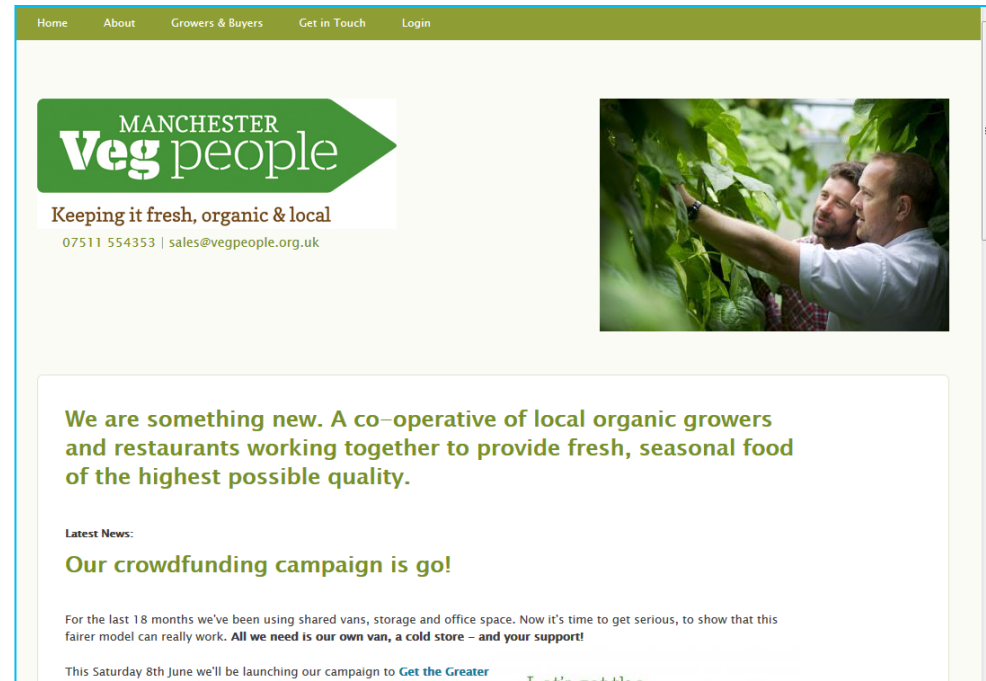 Home About Growers & Buyers Get in Touch Login
MANCHESTER
Veg people
Keeping it fresh, organic & local
07511 554353 | sales@vegpeople.org.uk
We are something new. A co-operative of local organic growers
and restaurants working together to provide fresh, seasonal food
of the highest possible quality.
Latest News:
Our crowdfunding campaign is go!
For the last 18 months we've been using shared vans, storage and office space. Now it's time to get serious, to show that this
fairer model can really work. All we need is our own van, a cold store – and your support!
This Saturday 8th June we'll be launching our campaign to Get the Greater
Let's get the